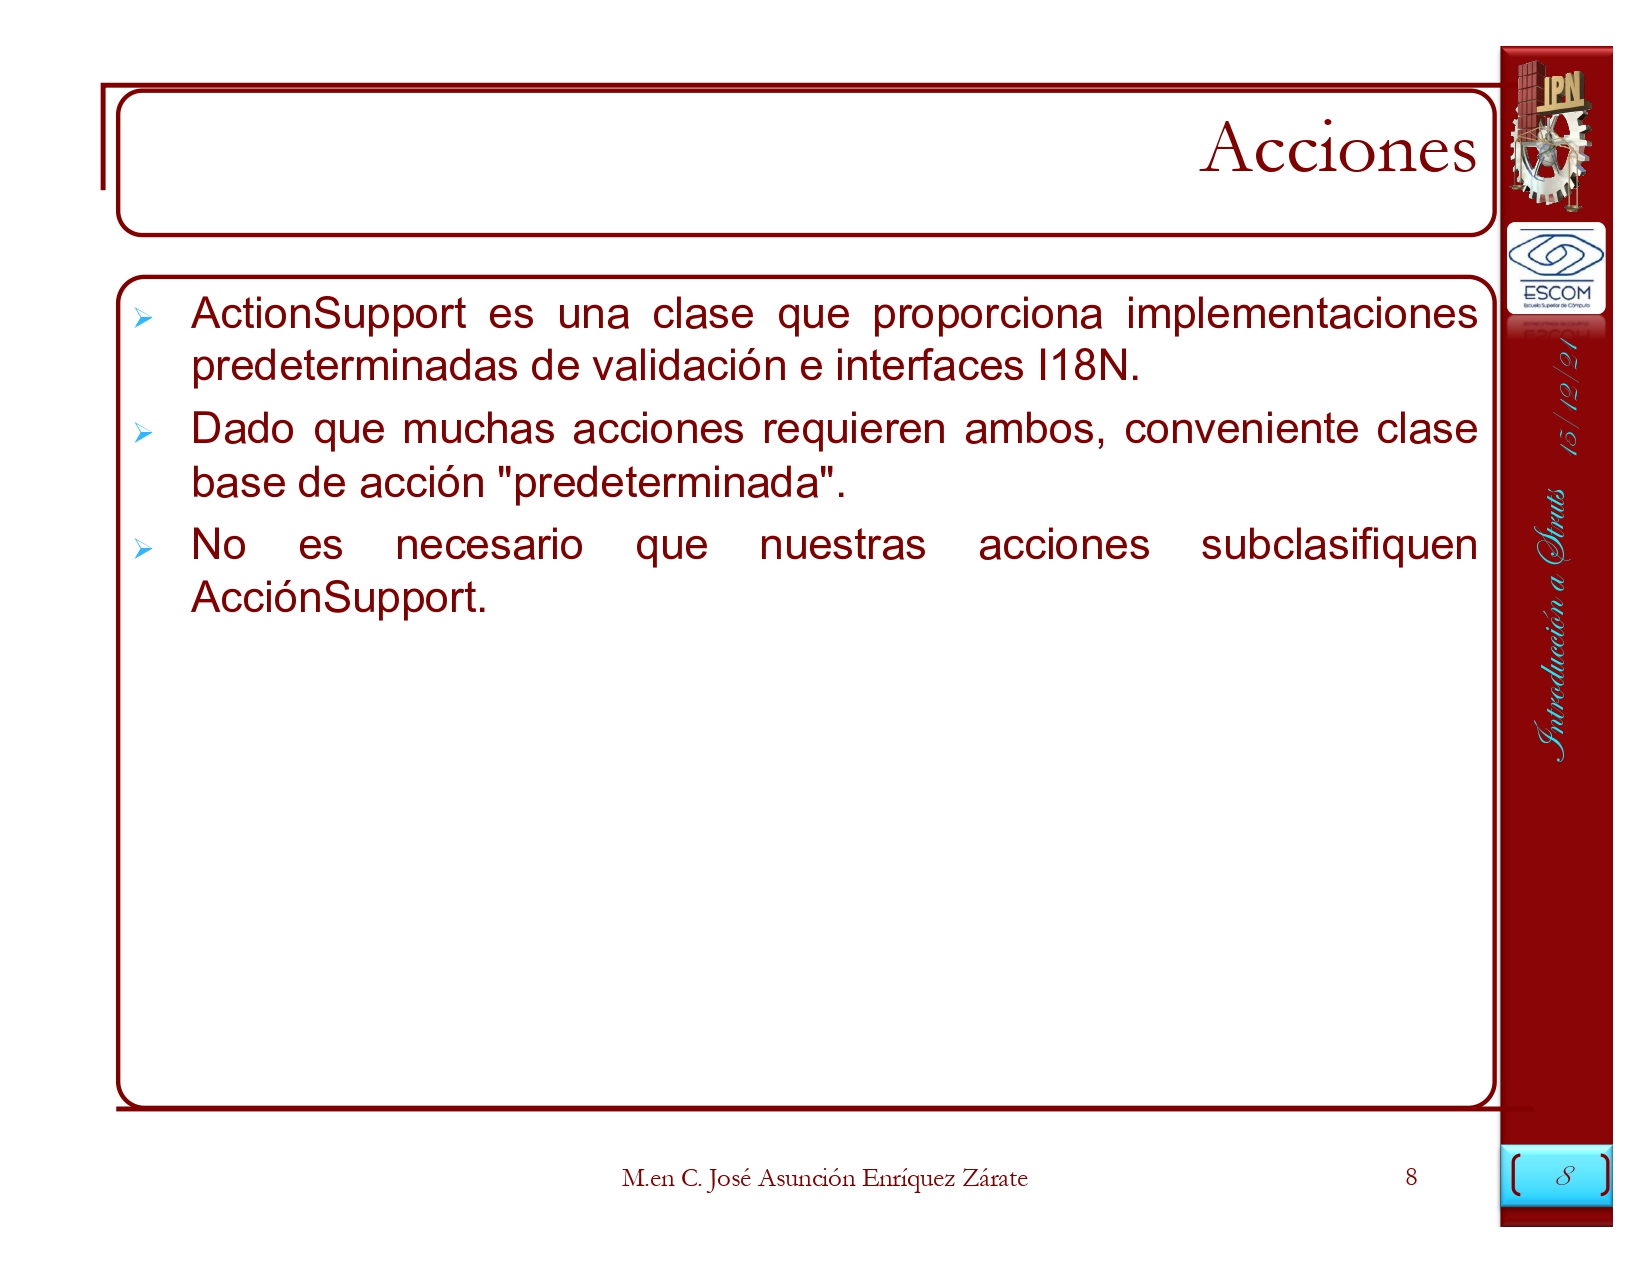 Acciones
IPN
ESCOM
Escuela Superior de Cómputo
ActionSupport es una clase que proporciona implementaciones
predeterminadas de validación e interfaces I18N.
Dado que muchas acciones requieren ambos, conveniente clase
base de acción "predeterminada".
No es necesario que nuestras acciones subclasifiquen
AcciónSupport.
15/12/21
Introducción a Struts
M.en C. José Asunción Enríquez Zárate
8
8